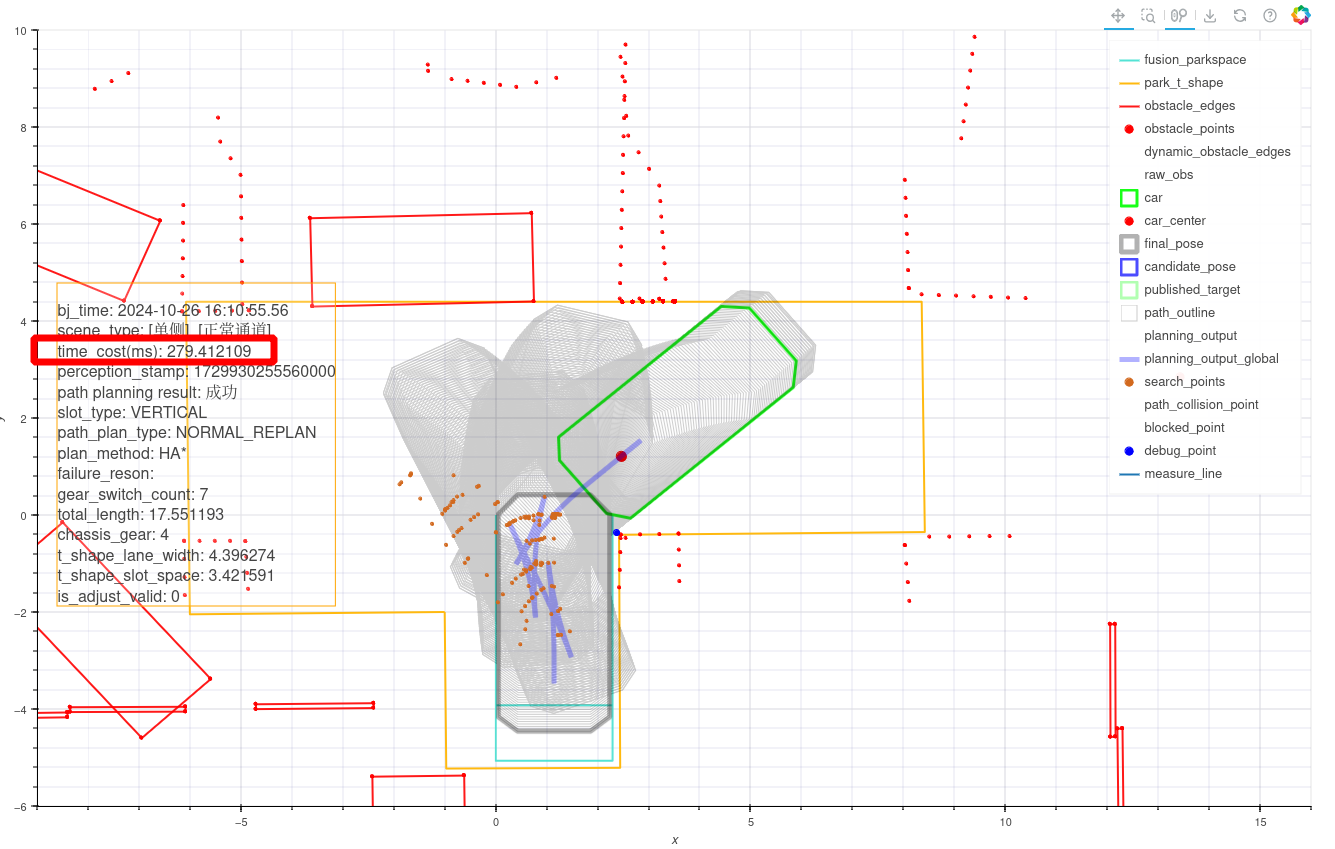 10
8
6
4
2
0
−2
−4
−6
y
−5
0
5
10
15
x
bj_time: 2024-10-26 16:10:55.56
scene_type: [单侧] [正常通道]
time_cost(ms): 279.412109
perception_stamp: 1729930255560000
path planning result: 成功
slot_type: VERTICAL
path_plan_type: NORMAL_REPLAN
plan_method: HA*
failure_reson:
gear_switch_count: 7
total_length: 17.551193
chassis_gear: 4
t_shape_lane_width: 4.396274
t_shape_slot_space: 3.421591
is_adjust_valid: 0
fusion_parkspace
park_t_shape
obstacle_edges
obstacle_points
dynamic_obstacle_edges
raw_obs
car
car_center
final_pose
candidate_pose
published_target
path_outline
planning_output
planning_output_global
search_points
path_collision_point
blocked_point
debug_point
measure_line